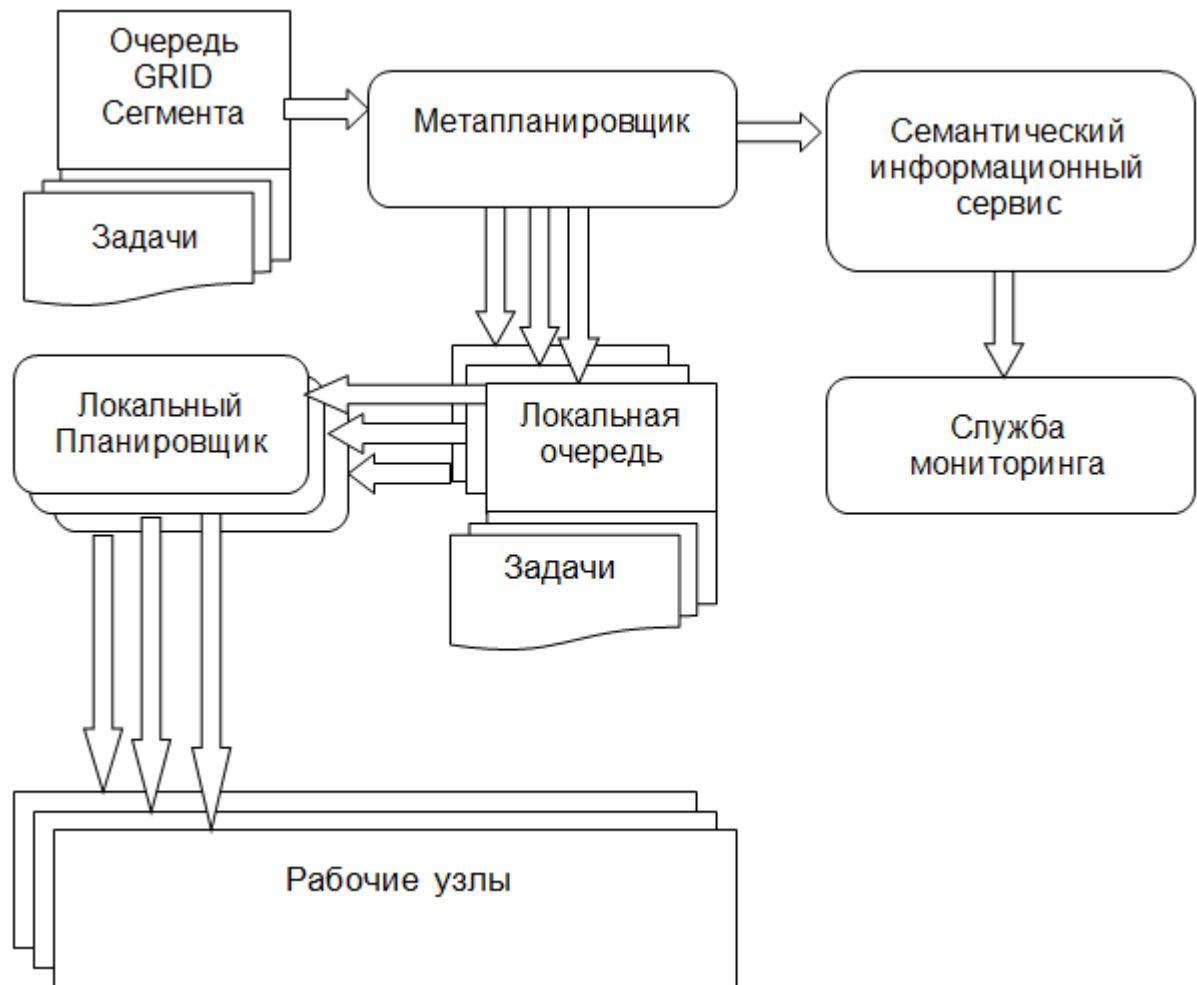 Очередь
GRID
Сегмента
Задачи
Метапланировщик
Семантический
информационный
сервис
Локальный
Планировщик
Локальная
очередь
Задачи
Служба
мониторинга
Рабочие узлы